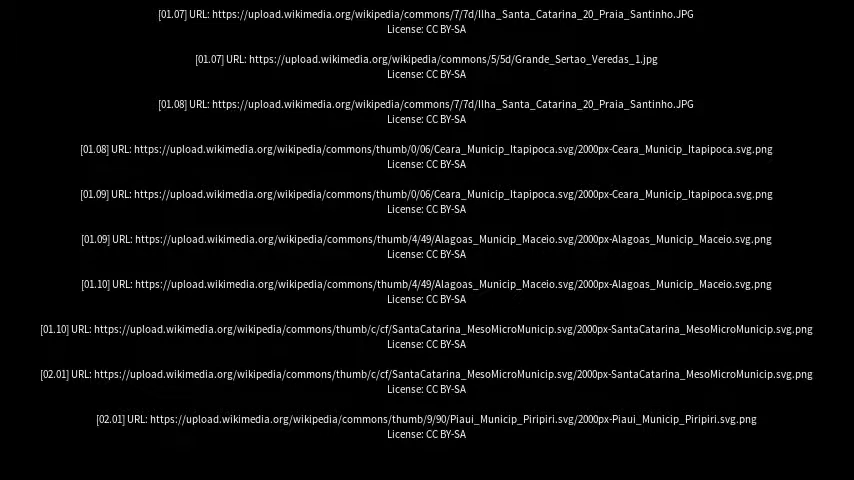 [01.07] URL: https://upload.wikimedia.org/wikipedia/commons/7/7d/Ilha_Santa_Catarina_20_Praia_Santinho.JPG
License: CC BY-SA
[01.07] URL: https://upload.wikimedia.org/wikipedia/commons/5/5d/Grande_Sertao_Veredas_1.jpg
License: CC BY-SA
[01.08] URL: https://upload.wikimedia.org/wikipedia/commons/7/7d/Ilha_Santa_Catarina_20_Praia_Santinho.JPG
License: CC BY-SA
[01.08] URL: https://upload.wikimedia.org/wikipedia/commons/thumb/0/06/Ceara_Municip_Itapipoca.svg/2000px-Ceara_Municip_Itapipoca.svg.png
License: CC BY-SA
[01.09] URL: https://upload.wikimedia.org/wikipedia/commons/thumb/0/06/Ceara_Municip_Itapipoca.svg/2000px-Ceara_Municip_Itapipoca.svg.png
License: CC BY-SA
[01.09] URL: https://upload.wikimedia.org/wikipedia/commons/thumb/4/49/Alagoas_Municip_Maceio.svg/2000px-Alagoas_Municip_Maceio.svg.png
License: CC BY-SA
[01.10] URL: https://upload.wikimedia.org/wikipedia/commons/thumb/4/49/Alagoas_Municip_Maceio.svg/2000px-Alagoas_Municip_Maceio.svg.png
License: CC BY-SA
[01.10] URL: https://upload.wikimedia.org/wikipedia/commons/thumb/c/cf/SantaCatarina_MesoMicroMunicip.svg/2000px-SantaCatarina_MesoMicroMunicip.svg.png
License: CC BY-SA
[02.01] URL: https://upload.wikimedia.org/wikipedia/commons/thumb/c/cf/SantaCatarina_MesoMicroMunicip.svg/2000px-SantaCatarina_MesoMicroMunicip.svg.png
License: CC BY-SA
[02.01] URL: https://upload.wikimedia.org/wikipedia/commons/thumb/9/90/Piaui_Municip_Piripiri.svg/2000px-Piaui_Municip_Piripiri.svg.png
License: CC BY-SA